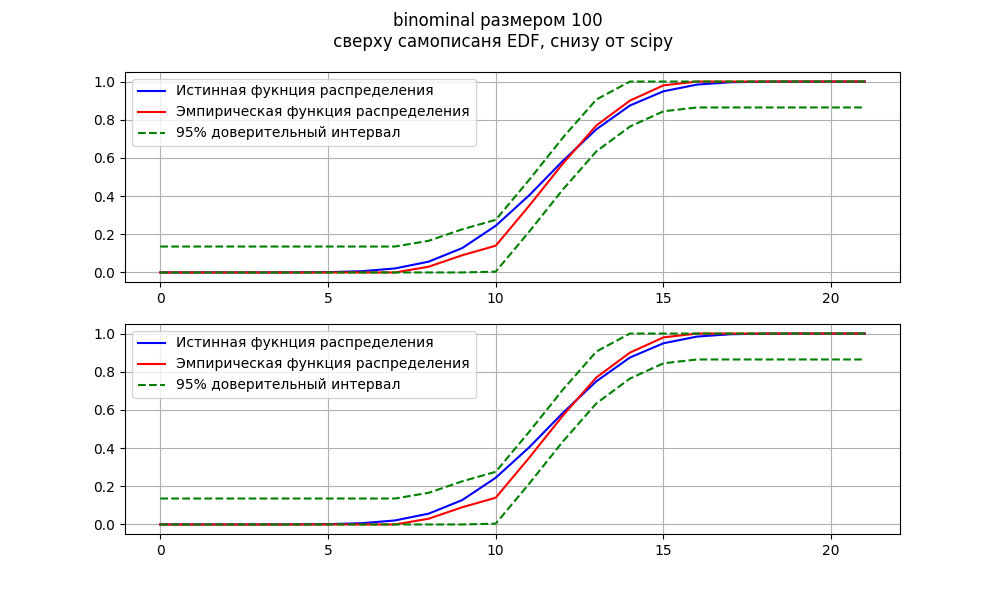 binominal размером 100
сверху самописаня EDF, снизу от scipy
1.0
0.8
0.6
0.4
0.2
0.0
Истинная фукнция распределения
Эмпирическая функция распределения
95% доверительный интервал
0 5 10 15 20
1.0
0.8
0.6
0.4
0.2
0.0
Истинная фукнция распределения
Эмпирическая функция распределения
95% доверительный интервал
0 5 10 15 20